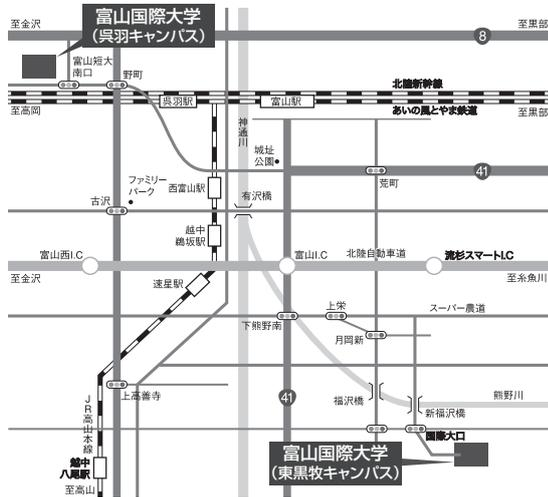 富山国際大学
（呉羽キャンパス）
至金沢
8
至黒部
富山短大
南口
野町
北陸新幹線
呉羽駅
富山駅
至高岡
あいの風とやま鉄道
至黒部
神通川
城址
公園
41
荒町
ファミリー
パーク
西富山駅
有沢橋
古沢
越中
鵜坂駅
富山西I.C
富山I.C
北陸自動車道
流杉スマートI.C
至金沢
至糸魚川
速星駅
上栄
スーパー農道
下熊野南
月岡新
上高善寺
41
福沢橋
熊野川
新福沢橋
JR高山本線
国際大口
越中
八尾駅
至高山
富山国際大学
（東黒牧キャンパス）